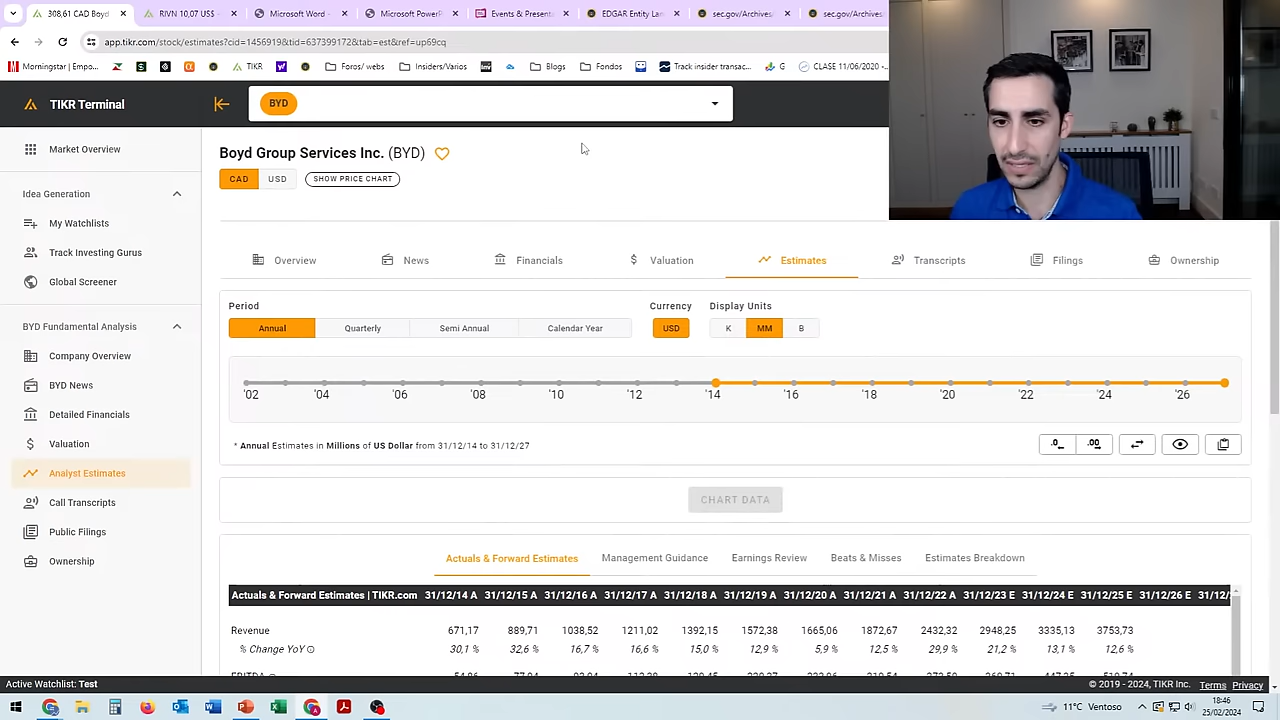 308,61 CAD Boyd
RIVN 10,07 US$
Microsoft Word -
Microsoft PowerP
Events & Present
EDGAR Entity La
sec.gov/Archives
sec.gov/Archives
app.tikr.com/stock/estimates?cid=1456919&tid=637399172&tab=est&ref=up69cq
Morningstar | Empo...
TIKR
Foros/ webs
Insiders/Varios
Blogs
Fondos
Track insider transac...
G
CLASE 11/06/2020 -...
TIKR Terminal
BYD
Market Overview
Idea Generation
My Watchlists
Track Investing Gurus
Global Screener
BYD Fundamental Analysis
Company Overview
BYD News
Detailed Financials
Valuation
Analyst Estimates
Call Transcripts
Public Filings
Ownership
Boyd Group Services Inc. (BYD)
CAD USD SHOW PRICE CHART
Overview News Financials Valuation Estimates Transcripts Filings Ownership
Period Currency Display Units
Annual Quarterly Semi Annual Calendar Year USD K MM B
'02 '04 '06 '08 '10 '12 '14 '16 '18 '20 '22 '24 '26
* Annual Estimates in Millions of US Dollar from 31/12/14 to 31/12/27
.0 .00
CHART DATA
Actuals & Forward Estimates Management Guidance Earnings Review Beats & Misses Estimates Breakdown
Actuals & Forward Estimates | TIKR.com 31/12/14 A 31/12/15 A 31/12/16 A 31/12/17 A 31/12/18 A 31/12/19 A 31/12/20 A 31/12/21 A 31/12/22 A 31/12/23 E 31/12/24 E 31/12/25 E 31/12/26 E 31/12/
Revenue 671,17 889,71 1038,52 1211,02 1392,15 1572,38 1665,06 1872,67 2432,32 2948,25 3335,13 3753,73
% Change YoY 30,1 % 32,6 % 16,7 % 16,6 % 15,0 % 12,9 % 5,9 % 12,5 % 29,9 % 21,2 % 13,1 % 12,6 %
EBITDA
Active Watchlist: Test
© 2019 - 2024, TIKR Inc. Terms Privacy
11°C Ventoso
18:46
25/02/2024